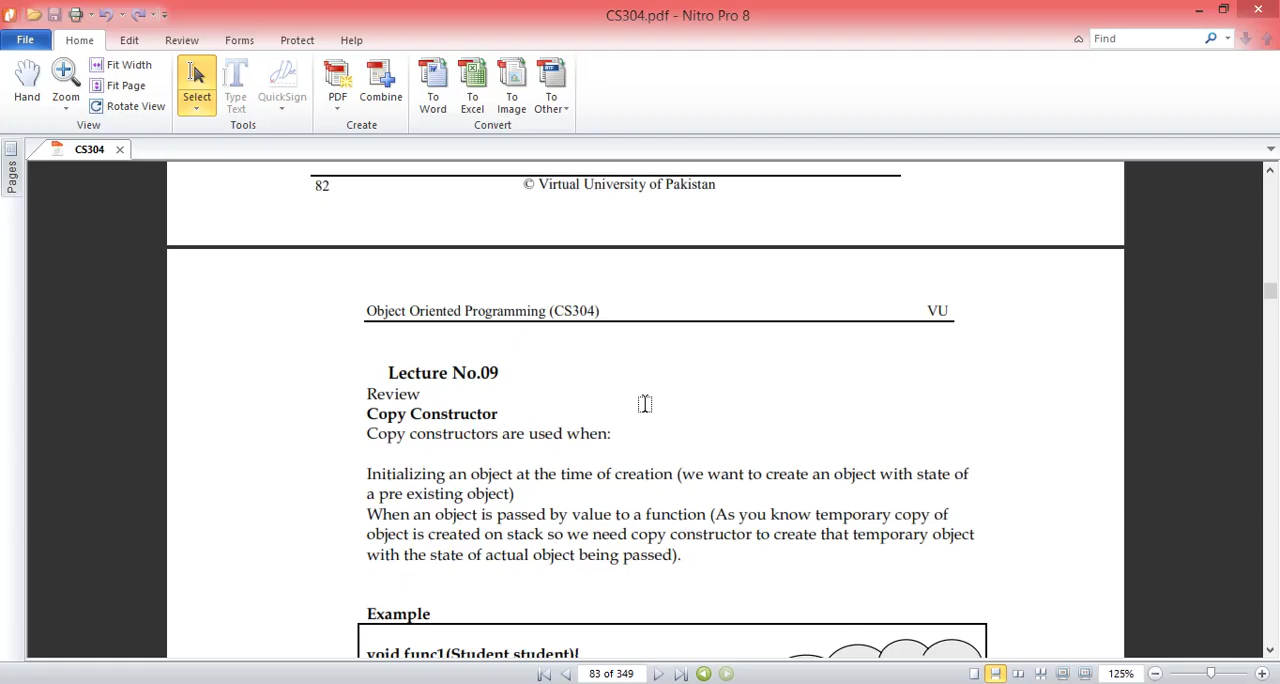 CS304.pdf - Nitro Pro 8
File Home Edit Review Forms Protect Help
Find
Hand
Zoom
Fit Width
Fit Page
Rotate View
View
Select
Type Text
QuickSign
Tools
PDF
Combine
Create
To Word
To Excel
To Image
To Other
Convert
CS304
Pages
82 © Virtual University of Pakistan
Object Oriented Programming (CS304) VU
Lecture No.09
Review
Copy Constructor
Copy constructors are used when:
Initializing an object at the time of creation (we want to create an object with state of
a pre existing object)
When an object is passed by value to a function (As you know temporary copy of
object is created on stack so we need copy constructor to create that temporary object
with the state of actual object being passed).
Example
void func1(Student student){
83 of 349
125%